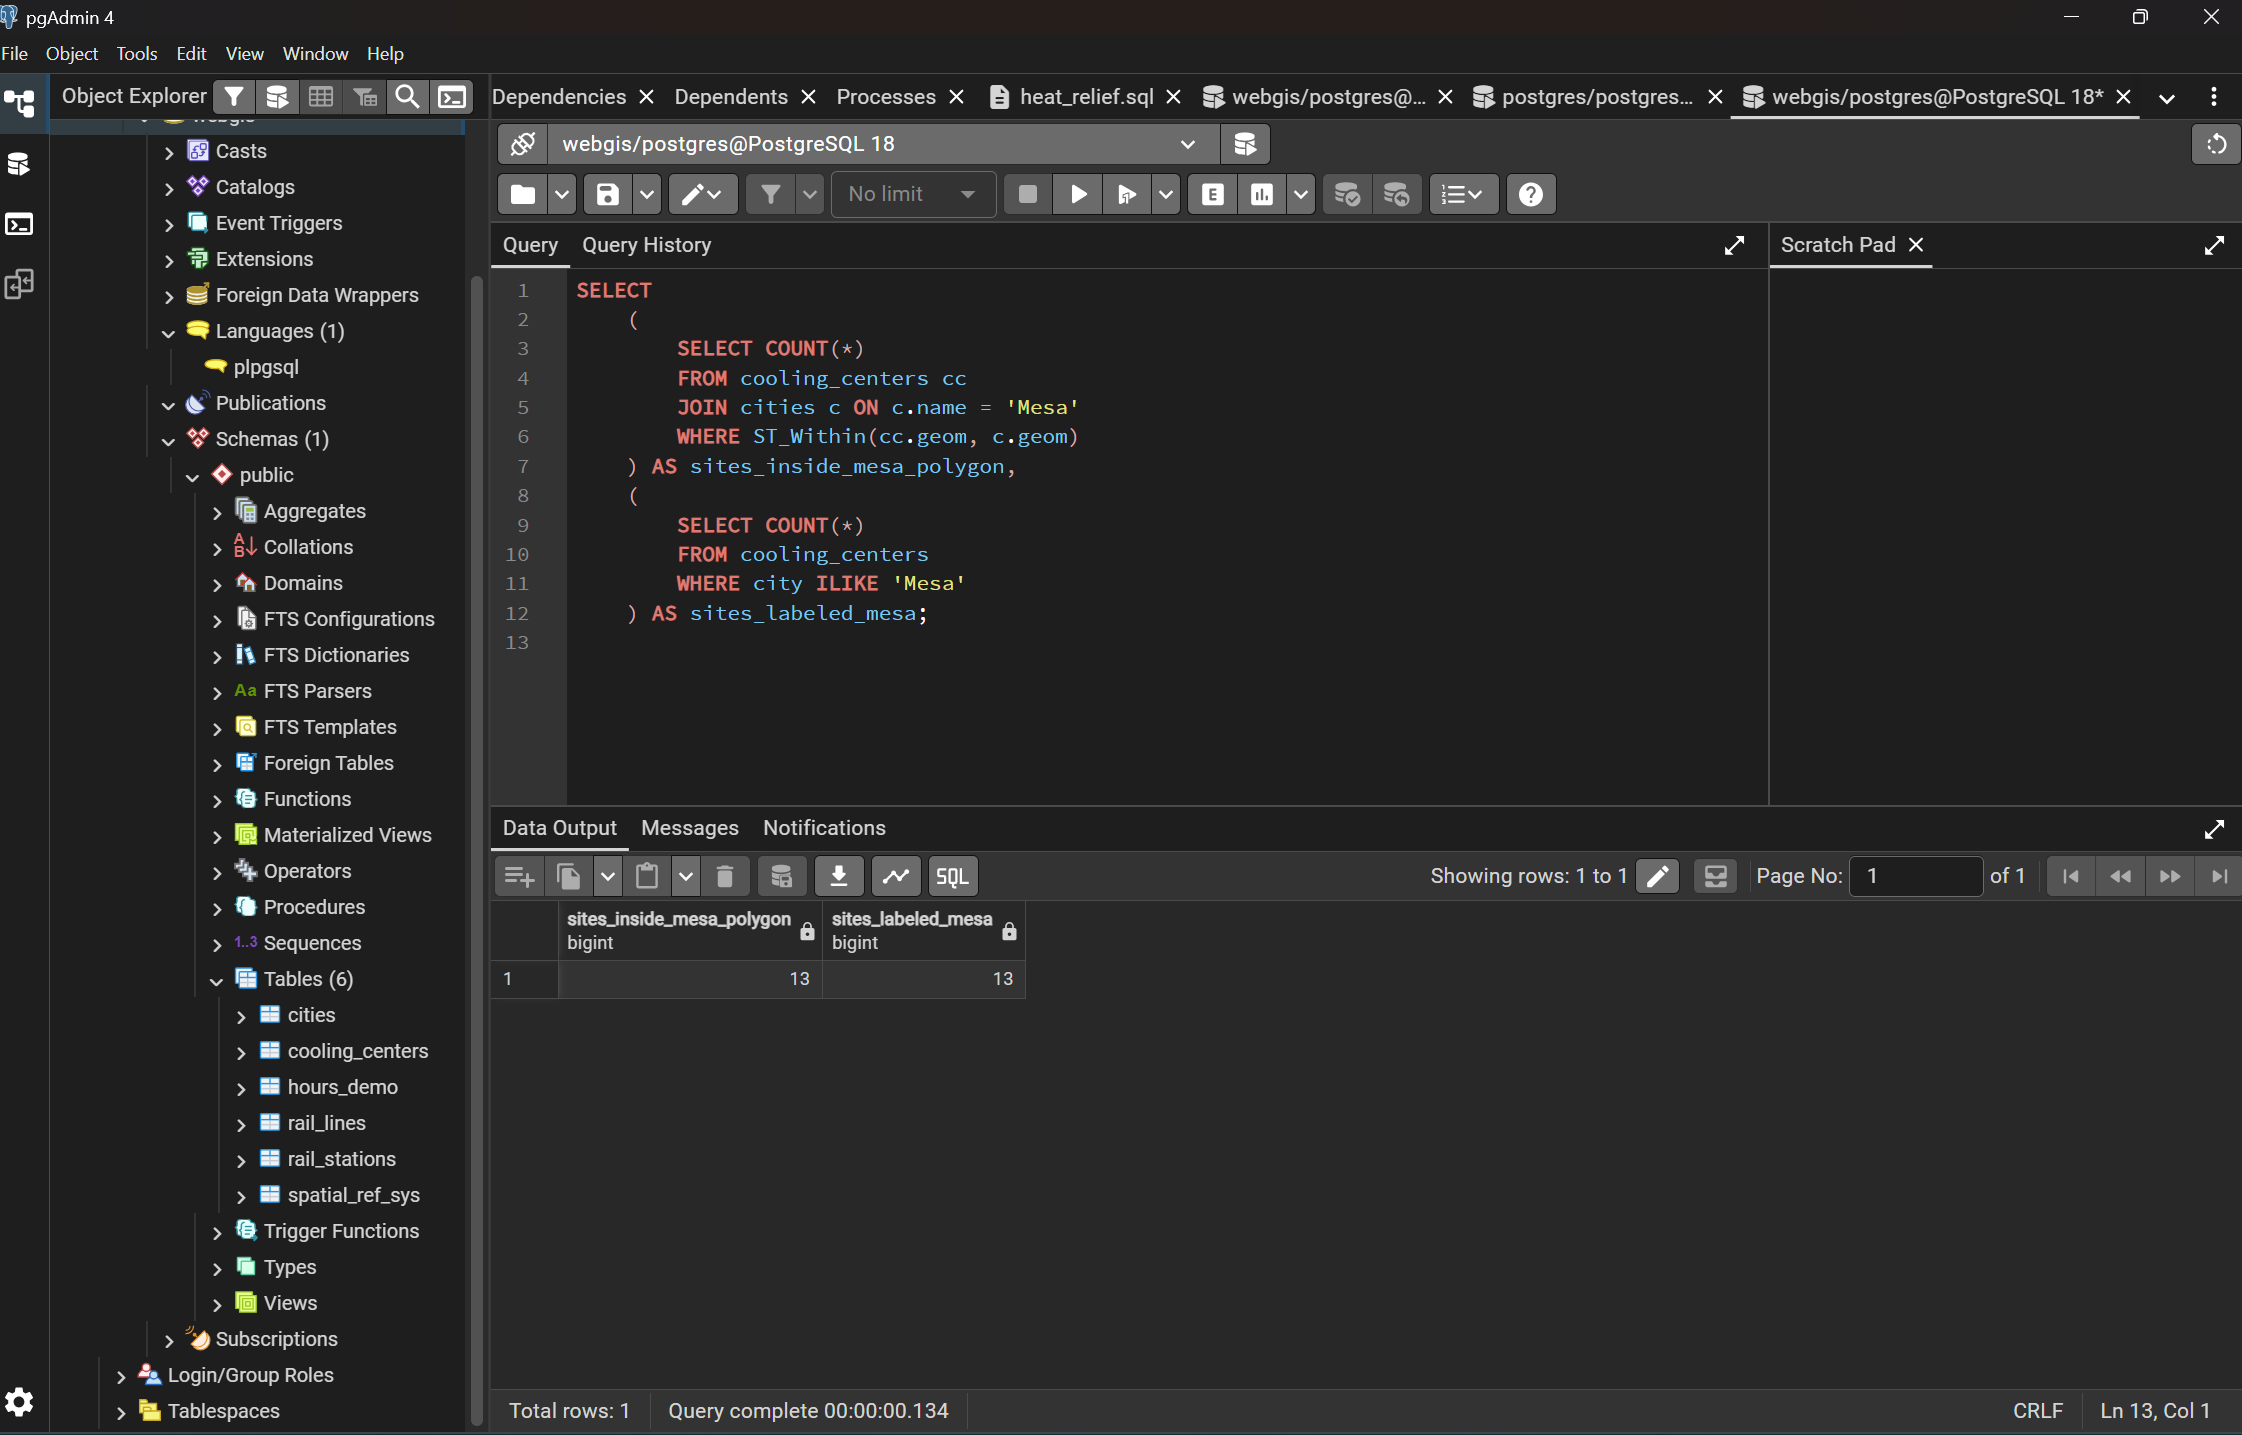 pgAdmin 4
File Object Tools Edit View Window Help
Object Explorer
Dependencies Dependents Processes heat_relief.sql webgis/postgres@... postgres/postgres... webgis/postgres@PostgreSQL 18*
webgis/postgres@PostgreSQL 18
No limit
E
Query Query History
Scratch Pad
Casts
Catalogs
Event Triggers
Extensions
Foreign Data Wrappers
Languages (1)
plpgsql
Publications
Schemas (1)
public
Aggregates
Collations
Domains
FTS Configurations
FTS Dictionaries
Aa FTS Parsers
FTS Templates
Foreign Tables
Functions
Materialized Views
Operators
Procedures
1..3 Sequences
Tables (6)
cities
cooling_centers
hours_demo
rail_lines
rail_stations
spatial_ref_sys
Trigger Functions
Types
Views
Subscriptions
Login/Group Roles
Tablespaces
1 SELECT
2 (
3 SELECT COUNT(*)
4 FROM cooling_centers cc
5 JOIN cities c ON c.name = 'Mesa'
6 WHERE ST_Within(cc.geom, c.geom)
7 ) AS sites_inside_mesa_polygon,
8 (
9 SELECT COUNT(*)
10 FROM cooling_centers
11 WHERE city ILIKE 'Mesa'
12 ) AS sites_labeled_mesa;
13
Data Output Messages Notifications
SQL
Showing rows: 1 to 1
Page No: 1 of 1
sites_inside_mesa_polygon sites_labeled_mesa
bigint bigint
1 13 13
Total rows: 1 Query complete 00:00:00.134
CRLF Ln 13, Col 1